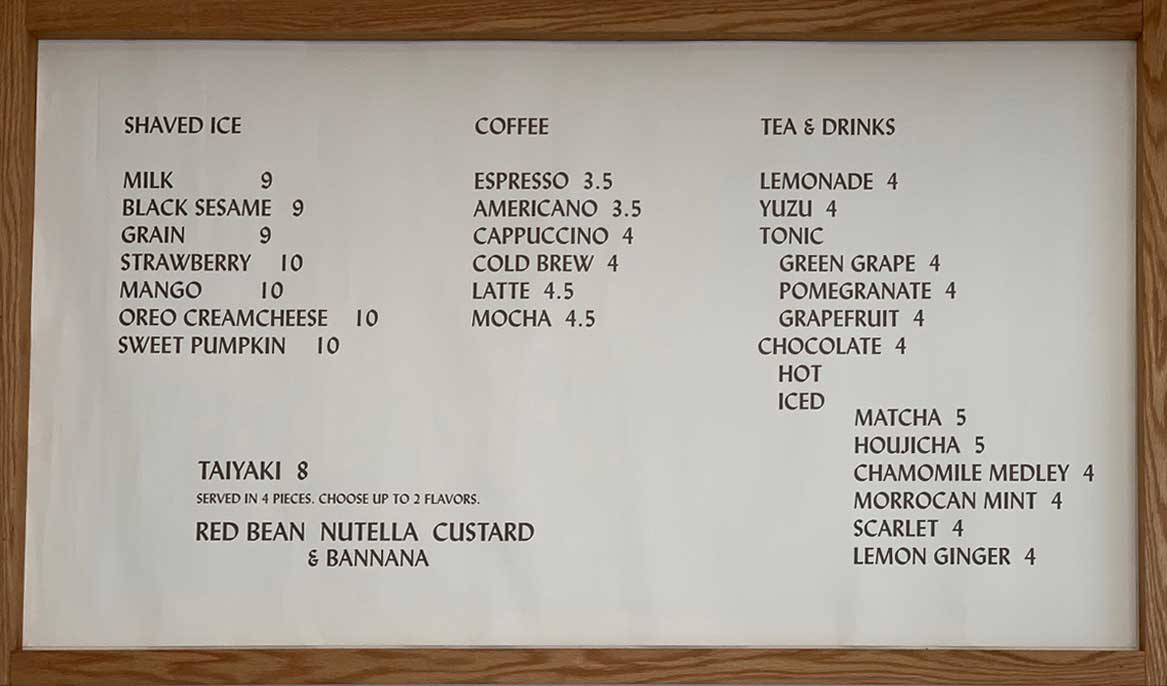 SHAVED ICE
MILK 9
BLACK SESAME 9
GRAIN 9
STRAWBERRY 10
MANGO 10
OREO CREAMCHEESE 10
SWEET PUMPKIN 10
COFFEE
ESPRESSO 3.5
AMERICANO 3.5
CAPPUCCINO 4
COLD BREW 4
LATTE 4.5
MOCHA 4.5
TEA & DRINKS
LEMONADE 4
YUZU 4
TONIC
GREEN GRAPE 4
POMEGRANATE 4
GRAPEFRUIT 4
CHOCOLATE 4
HOT
ICED
MATCHA 5
HOUJICHA 5
CHAMOMILE MEDLEY 4
MORROCAN MINT 4
SCARLET 4
LEMON GINGER 4
TAIYAKI 8
SERVED IN 4 PIECES. CHOOSE UP TO 2 FLAVORS.
RED BEAN NUTELLA CUSTARD
& BANNANA